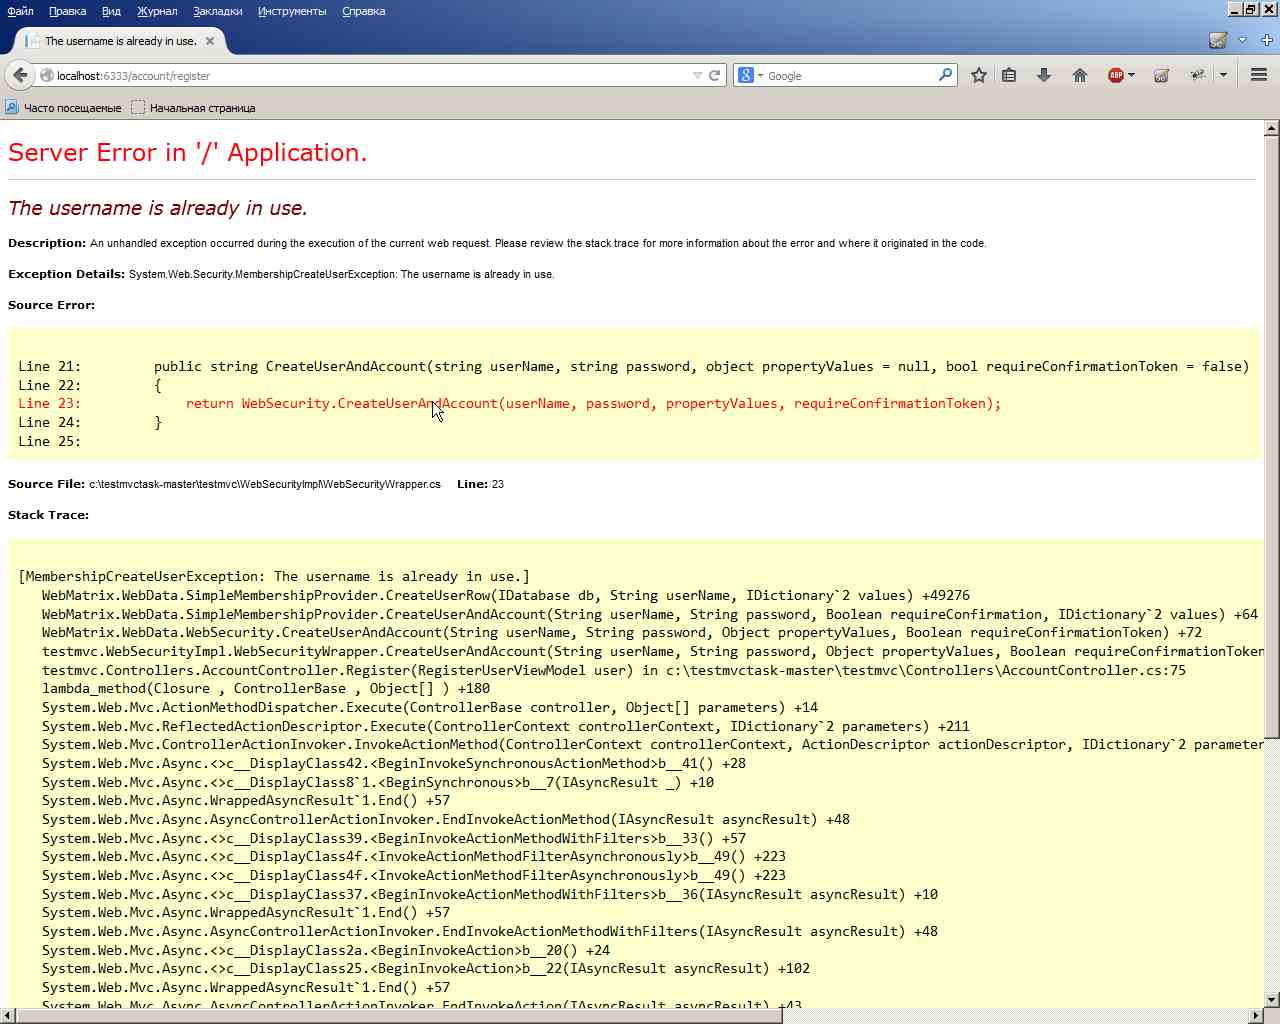 Файл Правка Вид Журнал Закладки Инструменты Справка
The username is already in use.
localhost:6333/account/register
Google
ABP
Часто посещаемые Начальная страница
Server Error in '/' Application.
The username is already in use.
Description: An unhandled exception occurred during the execution of the current web request. Please review the stack trace for more information about the error and where it originated in the code.
Exception Details: System.Web.Security.MembershipCreateUserException: The username is already in use.
Source Error:
Line 21: public string CreateUserAndAccount(string userName, string password, object propertyValues = null, bool requireConfirmationToken = false)
Line 22: {
Line 23: return WebSecurity.CreateUserAndAccount(userName, password, propertyValues, requireConfirmationToken);
Line 24: }
Line 25:
Source File: c:\testmvctask-master\testmvc\WebSecurityImpl\WebSecurityWrapper.cs Line: 23
Stack Trace:
[MembershipCreateUserException: The username is already in use.]
WebMatrix.WebData.SimpleMembershipProvider.CreateUserRow(IDatabase db, String userName, IDictionary`2 values) +49276
WebMatrix.WebData.SimpleMembershipProvider.CreateUserAndAccount(String userName, String password, Boolean requireConfirmation, IDictionary`2 values) +64
WebMatrix.WebData.WebSecurity.CreateUserAndAccount(String userName, String password, Object propertyValues, Boolean requireConfirmationToken) +72
testmvc.WebSecurityImpl.WebSecurityWrapper.CreateUserAndAccount(String userName, String password, Object propertyValues, Boolean requireConfirmationToken
testmvc.Controllers.AccountController.Register(RegisterUserViewModel user) in c:\testmvctask-master\testmvc\Controllers\AccountController.cs:75
lambda_method(Closure , ControllerBase , Object[] ) +180
System.Web.Mvc.ActionMethodDispatcher.Execute(ControllerBase controller, Object[] parameters) +14
System.Web.Mvc.ReflectedActionDescriptor.Execute(ControllerContext controllerContext, IDictionary`2 parameters) +211
System.Web.Mvc.ControllerActionInvoker.InvokeActionMethod(ControllerContext controllerContext, ActionDescriptor actionDescriptor, IDictionary`2 parameter
System.Web.Mvc.Async.<>c__DisplayClass42.<BeginInvokeSynchronousActionMethod>b__41() +28
System.Web.Mvc.Async.<>c__DisplayClass8`1.<BeginSynchronous>b__7(IAsyncResult _) +10
System.Web.Mvc.Async.WrappedAsyncResult`1.End() +57
System.Web.Mvc.Async.AsyncControllerActionInvoker.EndInvokeActionMethod(IAsyncResult asyncResult) +48
System.Web.Mvc.Async.<>c__DisplayClass39.<BeginInvokeActionMethodWithFilters>b__33() +57
System.Web.Mvc.Async.<>c__DisplayClass4f.<InvokeActionMethodFilterAsynchronously>b__49() +223
System.Web.Mvc.Async.<>c__DisplayClass4f.<InvokeActionMethodFilterAsynchronously>b__49() +223
System.Web.Mvc.Async.<>c__DisplayClass37.<BeginInvokeActionMethodWithFilters>b__36(IAsyncResult asyncResult) +10
System.Web.Mvc.Async.WrappedAsyncResult`1.End() +57
System.Web.Mvc.Async.AsyncControllerActionInvoker.EndInvokeActionMethodWithFilters(IAsyncResult asyncResult) +48
System.Web.Mvc.Async.<>c__DisplayClass2a.<BeginInvokeAction>b__20() +24
System.Web.Mvc.Async.<>c__DisplayClass25.<BeginInvokeAction>b__22(IAsyncResult asyncResult) +102
System.Web.Mvc.Async.WrappedAsyncResult`1.End() +57
System.Web.Mvc.Async.AsyncControllerActionInvoker.EndInvokeAction(IAsyncResult asyncResult) +43